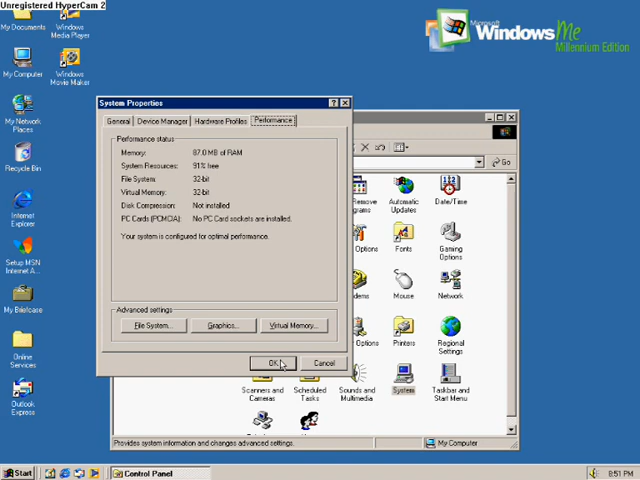 Unregistered HyperCam 2
My Documents
Windows
Media Player
My Computer
Windows
Movie Maker
My Network
Places
Recycle Bin
Internet
Explorer
Setup MSN
Internet A...
My Briefcase
Online
Services
Outlook
Express
Microsoft
Windows Me
Millennium Edition
System Properties
General
Device Manager
Hardware Profiles
Performance
Performance status
Memory: 87.0 MB of RAM
System Resources: 91% free
File System: 32-bit
Virtual Memory: 32-bit
Disk Compression: Not installed
PC Cards (PCMCIA): No PC Card sockets are installed.
Your system is configured for optimal performance.
Advanced settings
File System...
Graphics...
Virtual Memory...
OK
Cancel
Go
Automatic
Updates
Date/Time
Options
Fonts
Gaming
Options
Mouse
Network
Options
Printers
Regional
Settings
Scanners and
Cameras
Scheduled
Tasks
Sounds and
Multimedia
System
Taskbar and
Start Menu
Provides system information and changes advanced settings.
My Computer
Start
Control Panel
8:51 PM